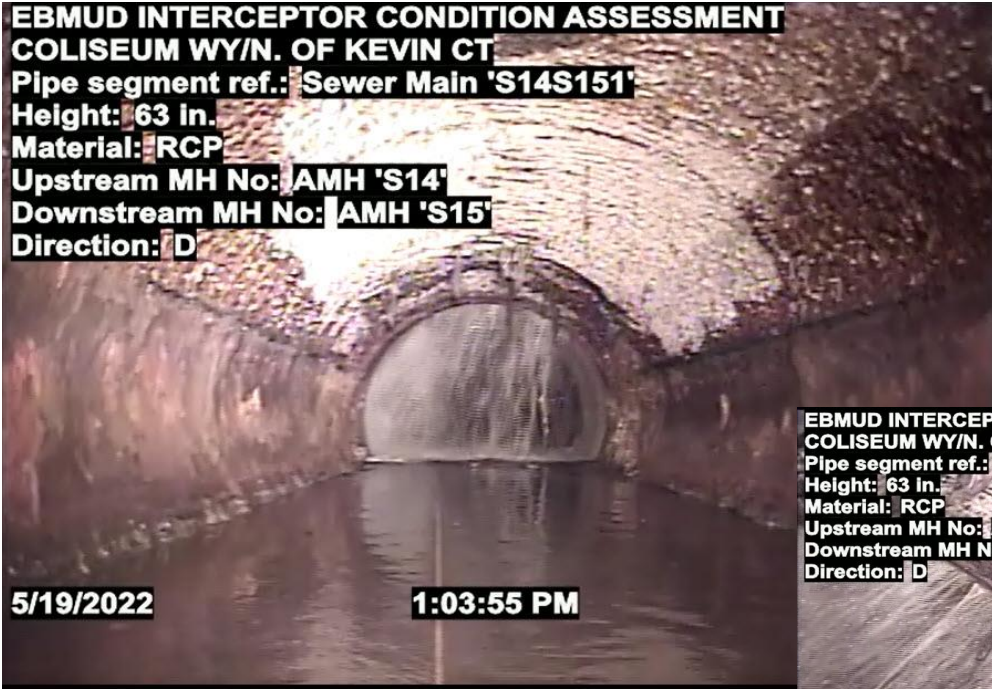 EBMUD INTERCEPTOR CONDITION ASSESSMENT
COLISEUM WY/N. OF KEVIN CT
Pipe segment ref.: Sewer Main 'S14S151'
Height: 63 in.
Material: RCP
Upstream MH No: AMH 'S14'
Downstream MH No: AMH 'S15'
Direction: D
5/19/2022 1:03:55 PM
EBMUD INTERCEP
COLISEUM WY/N.
Pipe segment ref.:
Height: 63 in.
Material: RCP
Upstream MH No:
Downstream MH N
Direction: D